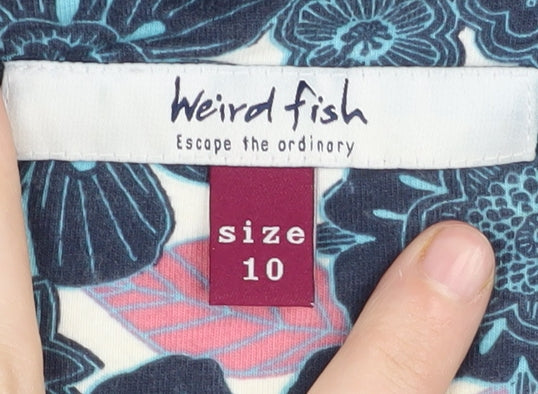 Weird fish
Escape the ordinary
size
10